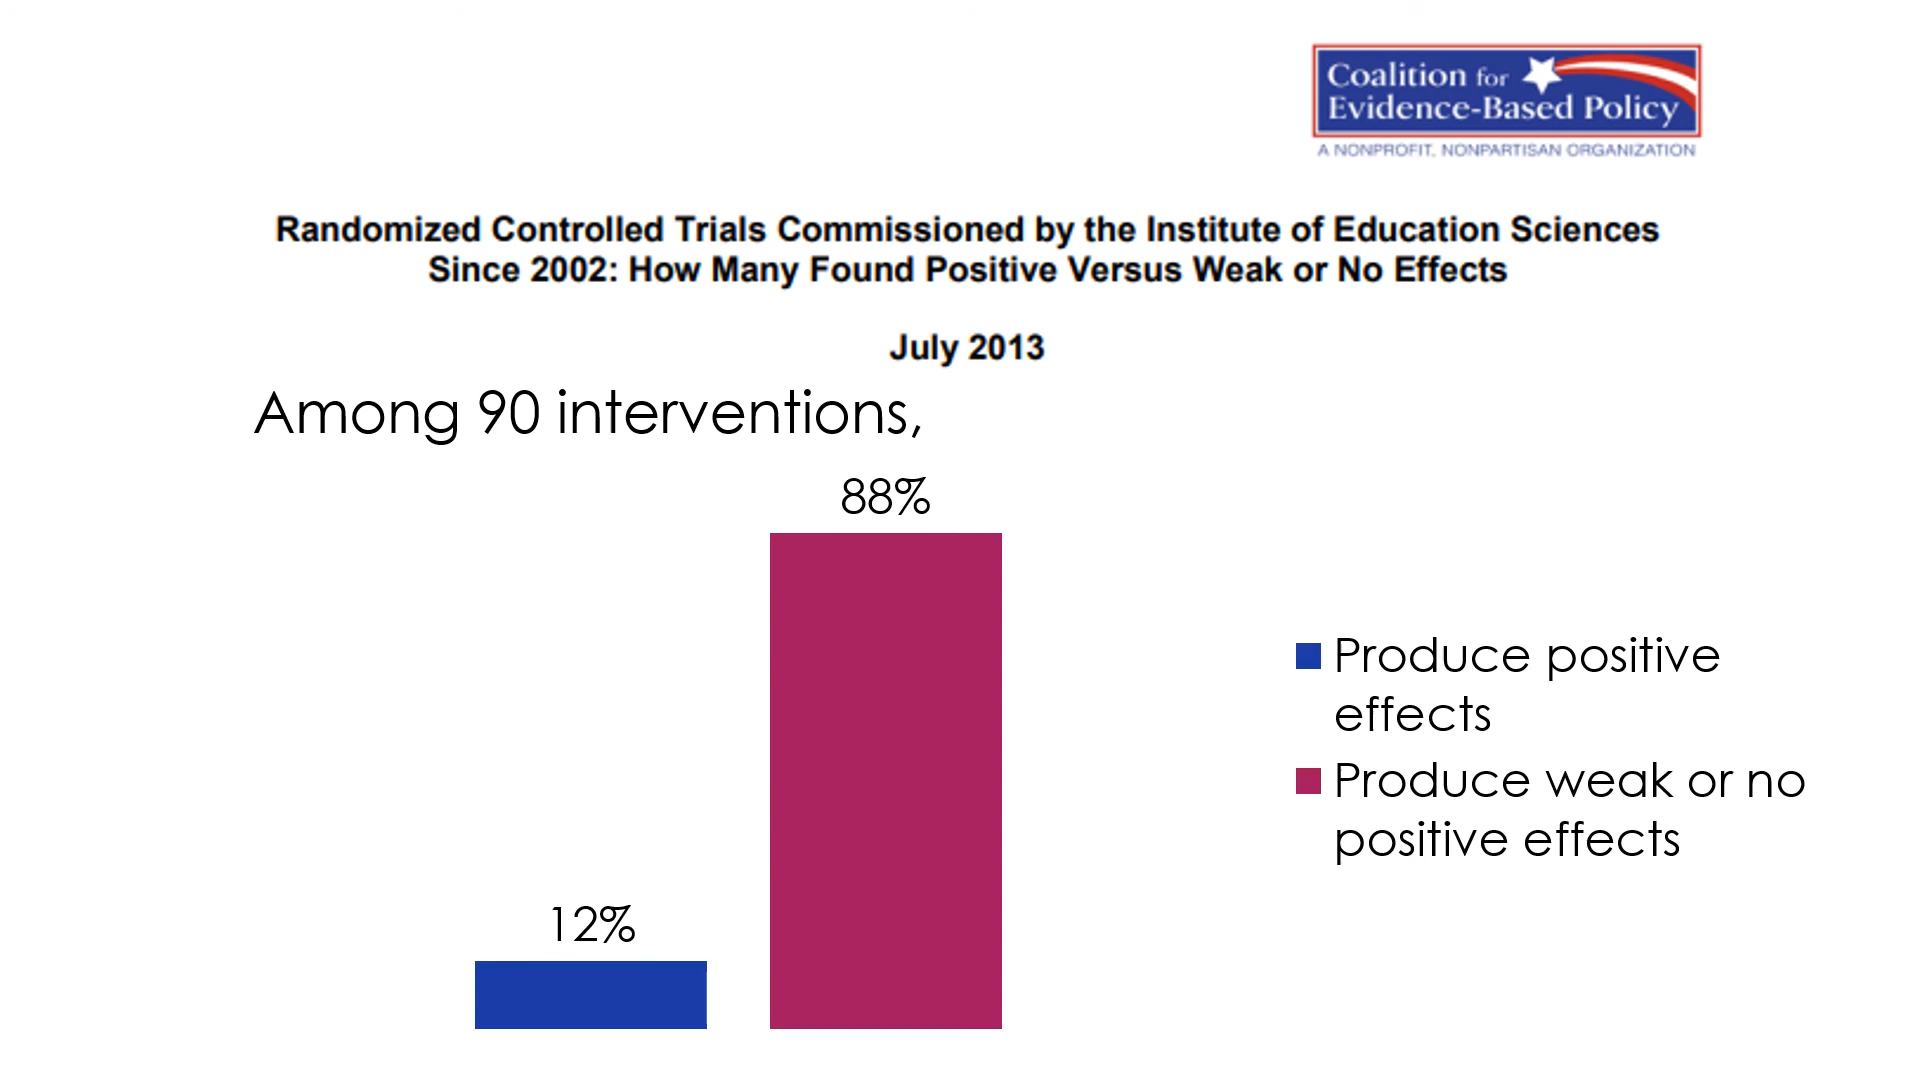 Coalition for
Evidence-Based Policy
A NONPROFIT, NONPARTISAN ORGANIZATION
Randomized Controlled Trials Commissioned by the Institute of Education Sciences
Since 2002: How Many Found Positive Versus Weak or No Effects
July 2013
Among 90 interventions,
88%
12%
Produce positive
effects
Produce weak or no
positive effects